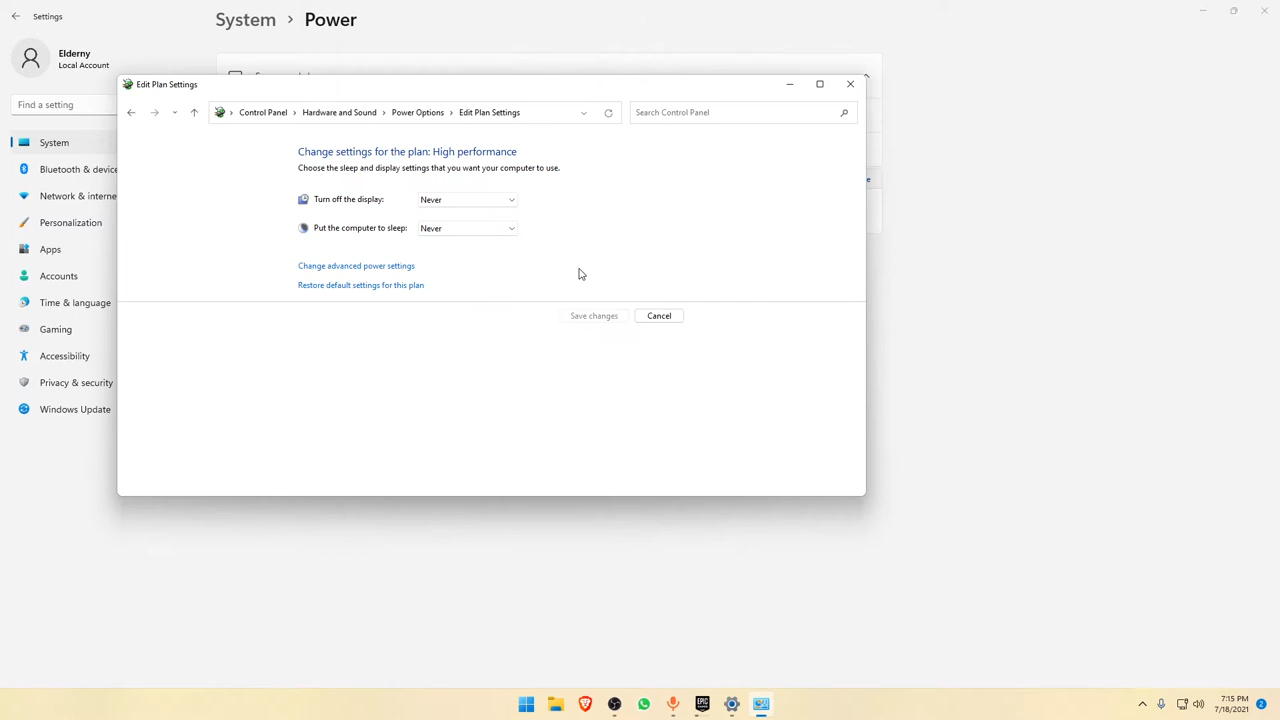 Settings
System > Power
Elderny
Local Account
Find a setting
System
Bluetooth & device
Network & interne
Personalization
Apps
Accounts
Time & language
Gaming
Accessibility
Privacy & security
Windows Update
Edit Plan Settings
Control Panel > Hardware and Sound > Power Options > Edit Plan Settings
Search Control Panel
Change settings for the plan: High performance
Choose the sleep and display settings that you want your computer to use.
Turn off the display: Never
Put the computer to sleep: Never
Change advanced power settings
Restore default settings for this plan
Save changes Cancel
EPIC
7:15 PM
7/18/2021
2